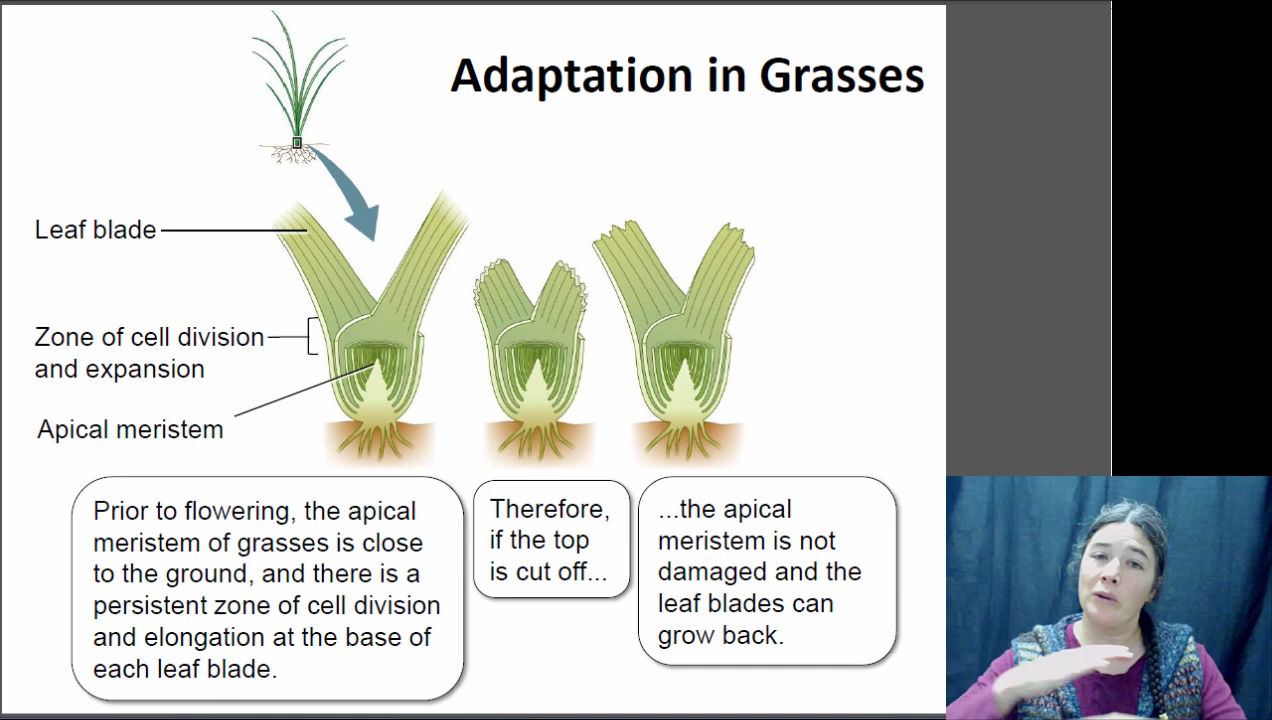 Adaptation in Grasses
Leaf blade
Zone of cell division
and expansion
Apical meristem
Prior to flowering, the apical
meristem of grasses is close
to the ground, and there is a
persistent zone of cell division
and elongation at the base of
each leaf blade.
Therefore,
if the top
is cut off...
...the apical
meristem is not
damaged and the
leaf blades can
grow back.